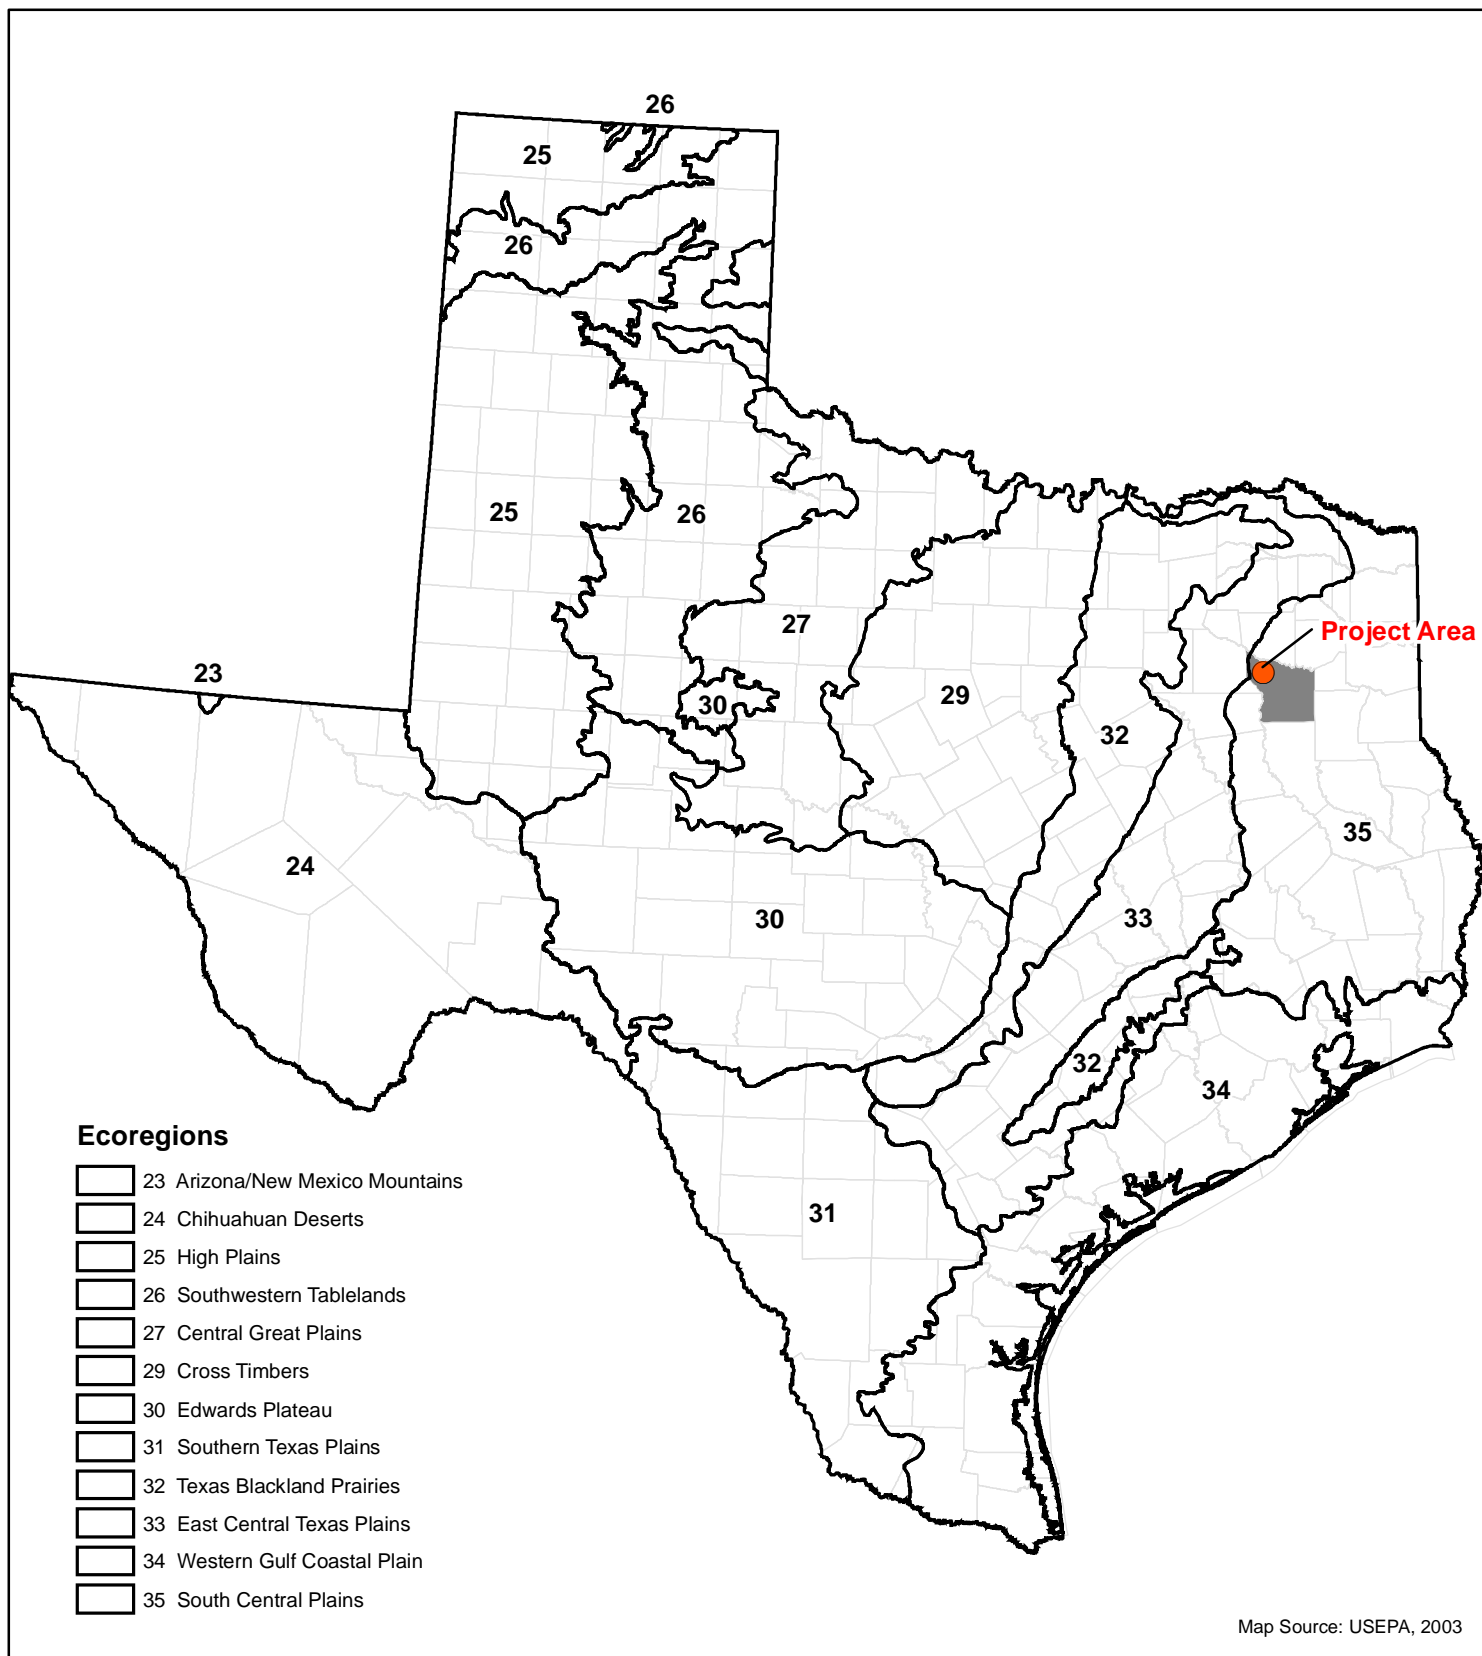 26
25
26
25
26
Project Area
27
23
30
29
32
35
24
30
33
32
34
Ecoregions
23 Arizona/New Mexico Mountains
24 Chihuahuan Deserts
25 High Plains
31
26 Southwestern Tablelands
27 Central Great Plains
29 Cross Timbers
30 Edwards Plateau
31 Southern Texas Plains
32 Texas Blackland Prairies
33 East Central Texas Plains
34 Western Gulf Coastal Plain
35 South Central Plains
Map Source: USEPA, 2003